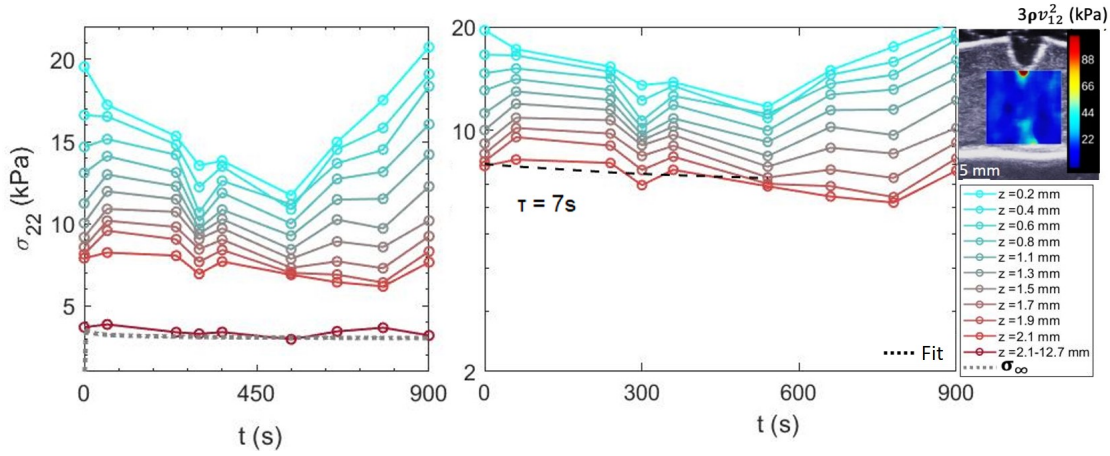 σ22 (kPa)
20
15
10
5
0
450
900
t (s)
20
10
2
τ = 7s
Fit
0
300
600
900
t (s)
3ρv²12 (kPa)
88
66
44
22
0
5 mm
z = 0.2 mm
z = 0.4 mm
z = 0.6 mm
z = 0.8 mm
z = 1.1 mm
z = 1.3 mm
z = 1.5 mm
z = 1.7 mm
z = 1.9 mm
z = 2.1 mm
z = 2.1-12.7 mm
σ∞